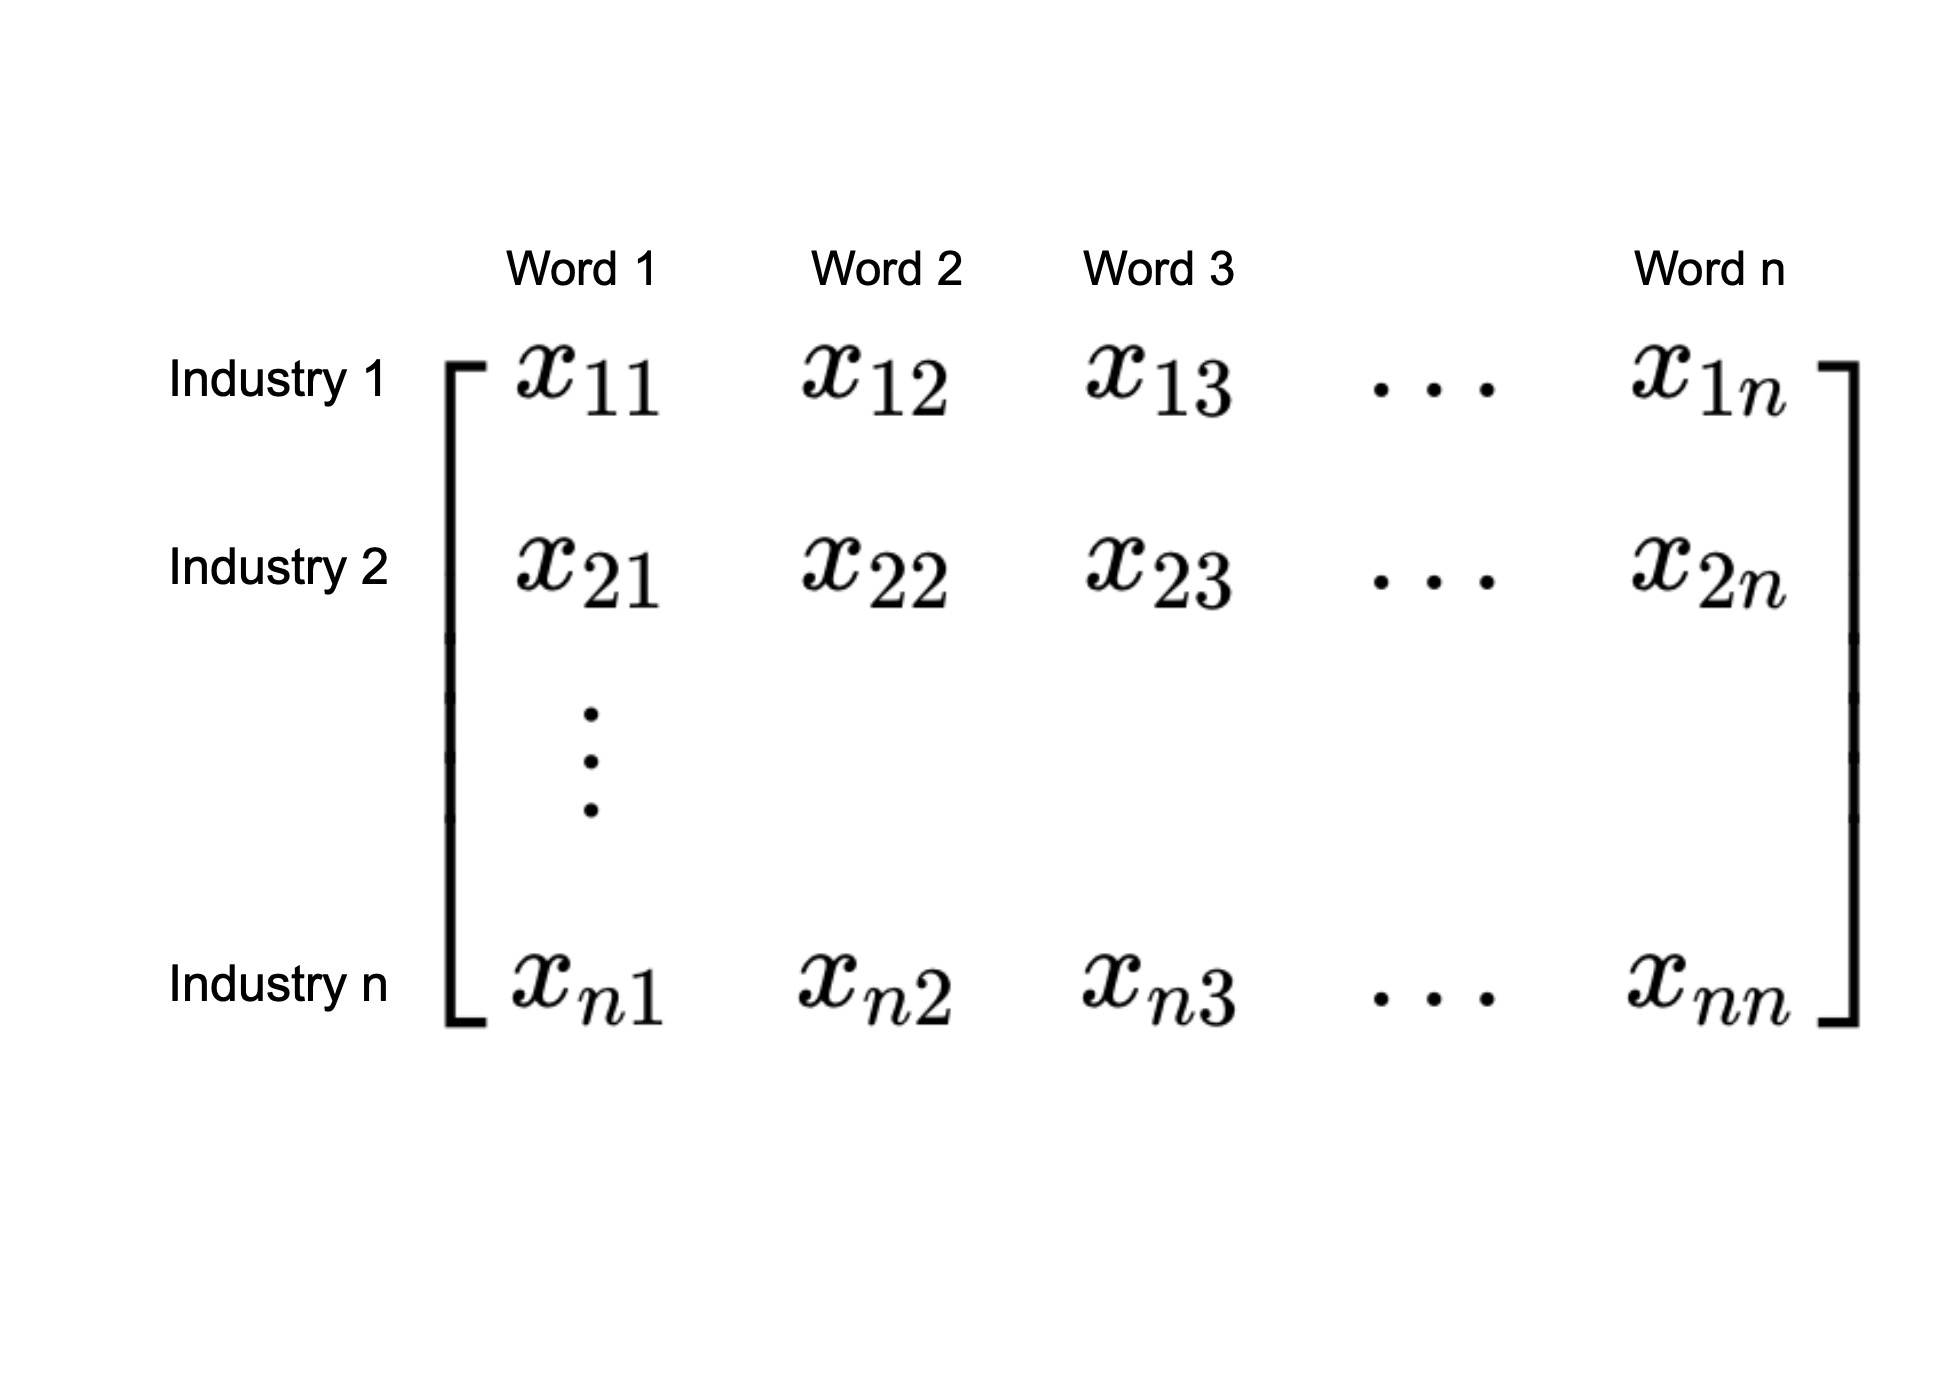 Word 1 Word 2 Word 3 Word n
Industry 1 x11 x12 x13 ... x1n
Industry 2 x21 x22 x23 ... x2n
⋮
Industry n xn1 xn2 xn3 ... xnn